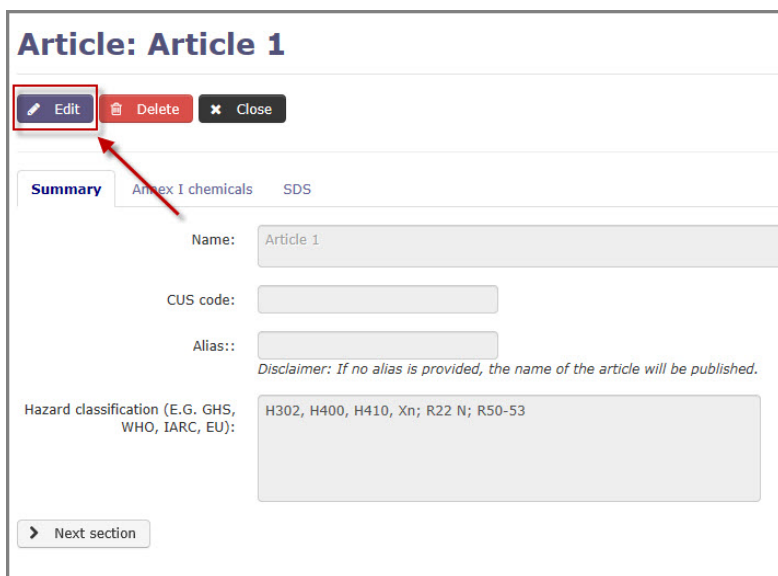 Article: Article 1
Edit Delete Close
Summary Annex I chemicals SDS
Name: Article 1
CUS code:
Alias::
Disclaimer: If no alias is provided, the name of the article will be published.
Hazard classification (E.G. GHS, H302, H400, H410, Xn; R22 N; R50-53
WHO, IARC, EU):
Next section